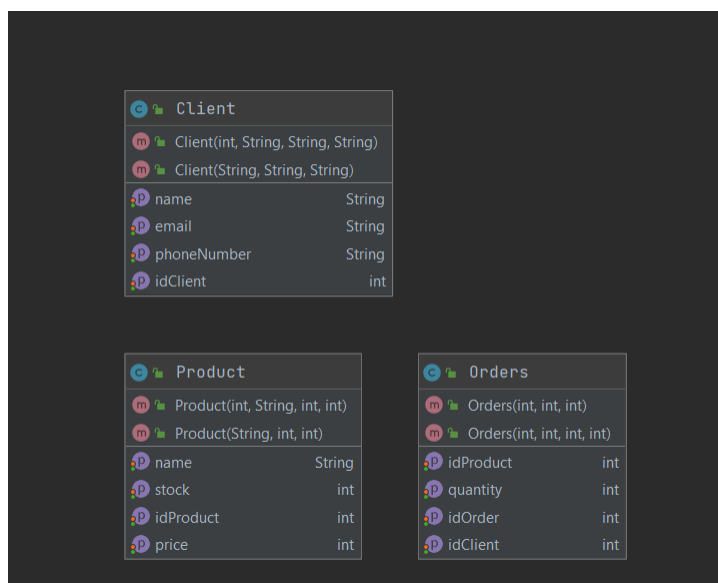 Client
Client(int, String, String, String)
Client(String, String, String)
name String
email String
phoneNumber String
idClient int
Product
Product(int, String, int, int)
Product(String, int, int)
name String
stock int
idProduct int
price int
Orders
Orders(int, int, int)
Orders(int, int, int, int)
idProduct int
quantity int
idOrder int
idClient int